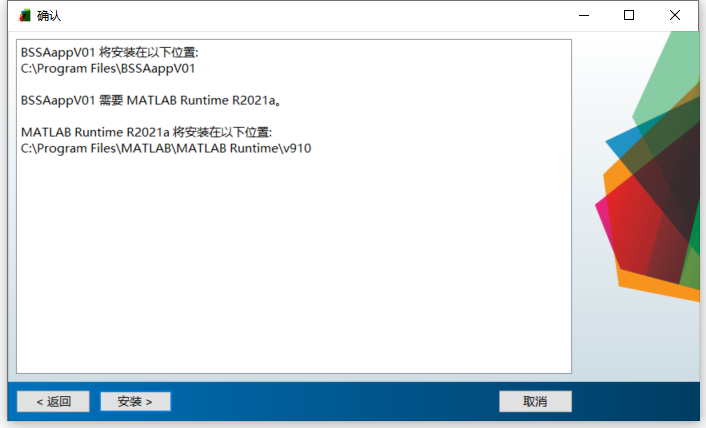 确认
BSSAappV01 将安装在以下位置:
C:\Program Files\BSSAappV01
BSSAappV01 需要 MATLAB Runtime R2021a。
MATLAB Runtime R2021a 将安装在以下位置:
C:\Program Files\MATLAB\MATLAB Runtime\v910
< 返回
安装 >
取消